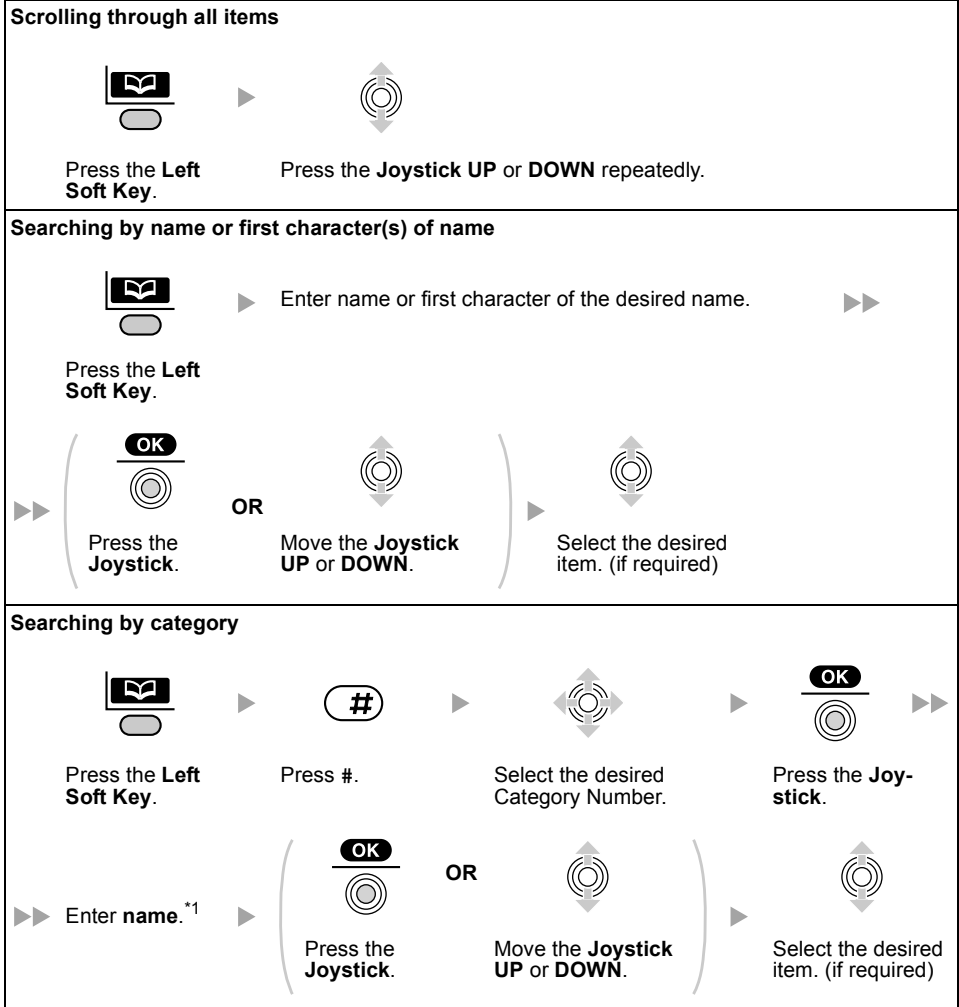 Scrolling through all items
Press the Left
Soft Key.
Press the Joystick UP or DOWN repeatedly.
Searching by name or first character(s) of name
Enter name or first character of the desired name.
Press the Left
Soft Key.
OK
Press the
Joystick.
OR
Move the Joystick
UP or DOWN.
Select the desired
item. (if required)
Searching by category
#
OK
Press the Left
Soft Key.
Press #.
Select the desired
Category Number.
Press the Joy-
stick.
Enter name.*1
OK
Press the
Joystick.
OR
Move the Joystick
UP or DOWN.
Select the desired
item. (if required)